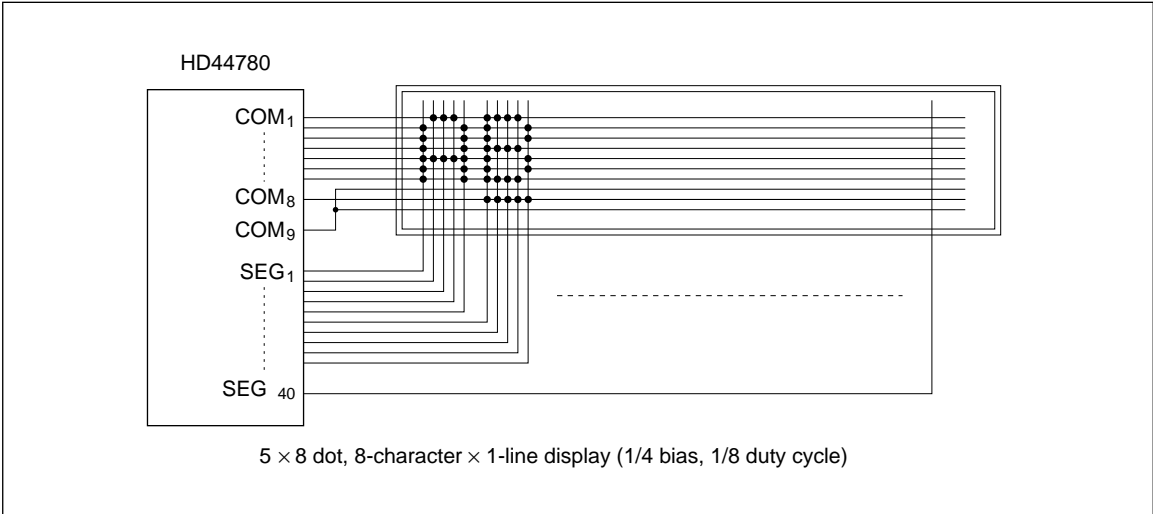 HD44780
COM1
COM8
COM9
SEG1
SEG 40
5 × 8 dot, 8-character × 1-line display (1/4 bias, 1/8 duty cycle)